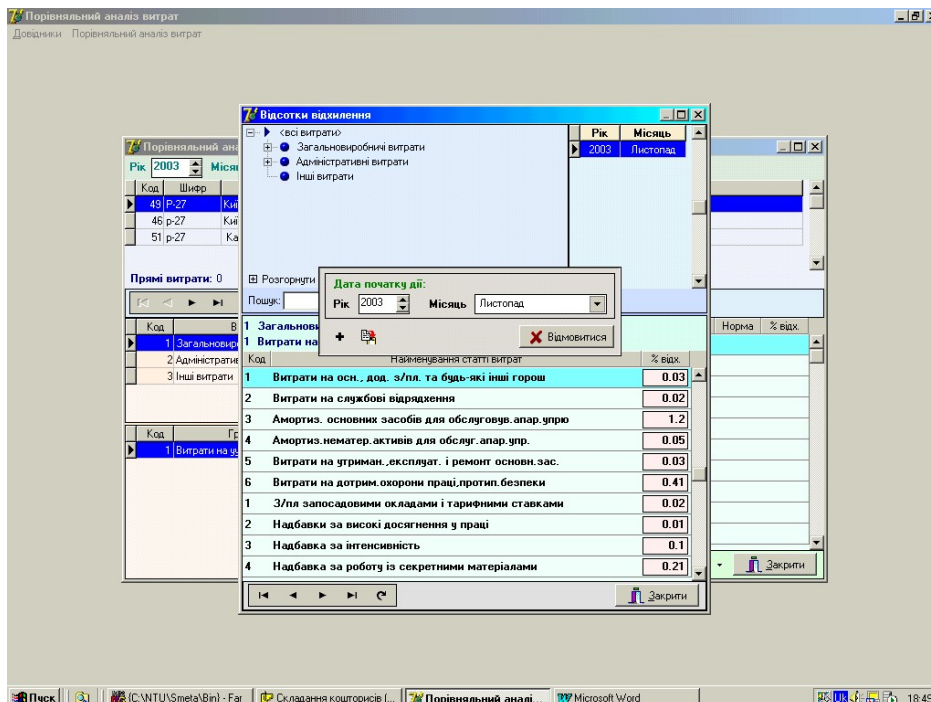 Порівняльний аналіз витрат
Довідники Порівняльний аналіз витрат
Відсотки відхилення
<всі витрати>
Загальновиробничі витрати
Адміністративні витрати
Інші витрати
Рік Місяць
2003 Листопад
Рік 2003
Код Шифр
49 Р-27
46 р-27
51 р-27
Прямі витрати: 0
Розгорнути
Пошук:
Дата початку дії:
Рік 2003 Місяць Листопад
Відмовитися
Код
1
2
3 Інші витрати
Код
1 Витрати на
Норма % відх.
1
1 Витрати на
Код Найменування статті витрат % відх.
1 Витрати на осн., дод. з/пл. та будь-які інші горош 0.03
2 Витрати на службові відрядження 0.02
3 Амортиз. основних засобів для обслуговув.апар.упрю 1.2
4 Амортиз.нематер.активів для обслуг.апар.упр. 0.05
5 Витрати на утриман.,експлуат. і ремонт основн.зас. 0.03
6 Витрати на дотрим.охорони праці,протип.безпеки 0.41
1 З/пл запосадовими окладами і тарифними ставками 0.02
2 Надбавки за високі досягнення у праці 0.01
3 Надбавка за інтенсивність 0.1
4 Надбавка за роботу із секретними матеріалами 0.21
Закрити
Закрити
Пуск {C:\NTU\Smeta\Bin} - Far Складання кошторисів (... Порівняльний аналі... Microsoft Word Uk 18:49